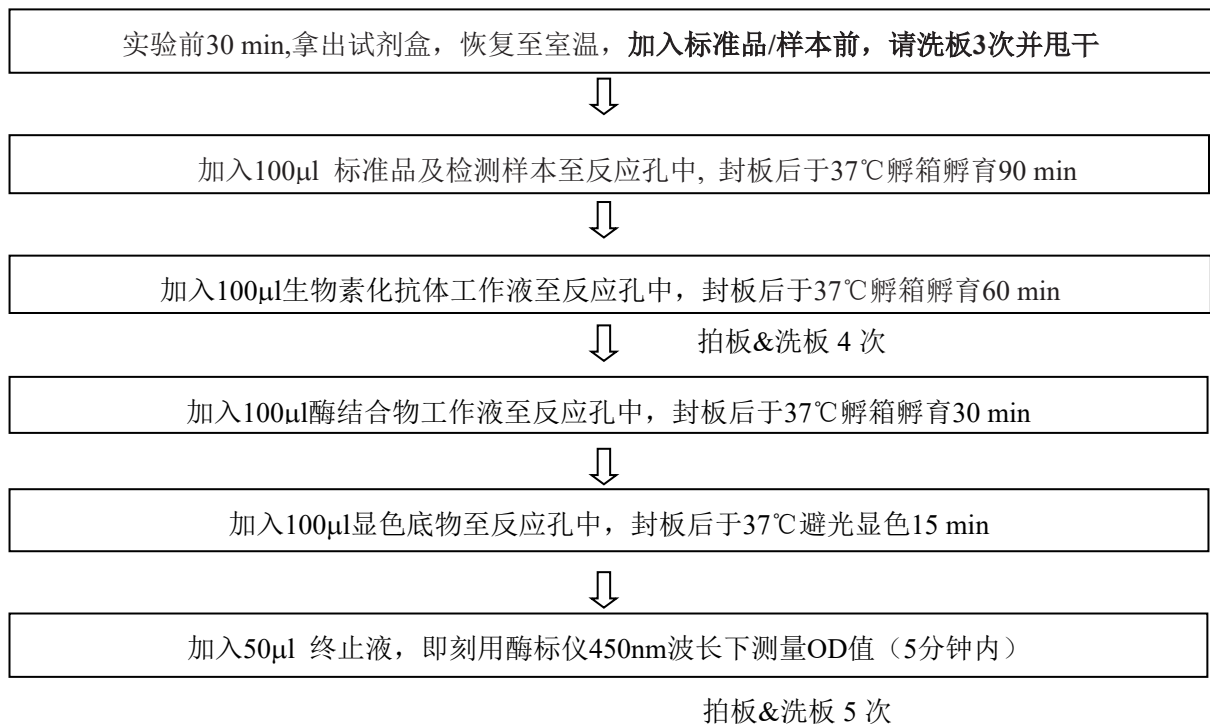 实验前30 min,拿出试剂盒，恢复至室温，加入标准品/样本前，请洗板3次并甩干
加入100μl 标准品及检测样本至反应孔中, 封板后于37℃孵箱孵育90 min
加入100μl生物素化抗体工作液至反应孔中，封板后于37℃孵箱孵育60 min
拍板&洗板 4 次
加入100μl酶结合物工作液至反应孔中，封板后于37℃孵箱孵育30 min
加入100μl显色底物至反应孔中，封板后于37℃避光显色15 min
加入50μl 终止液，即刻用酶标仪450nm波长下测量OD值（5分钟内）
拍板&洗板 5 次